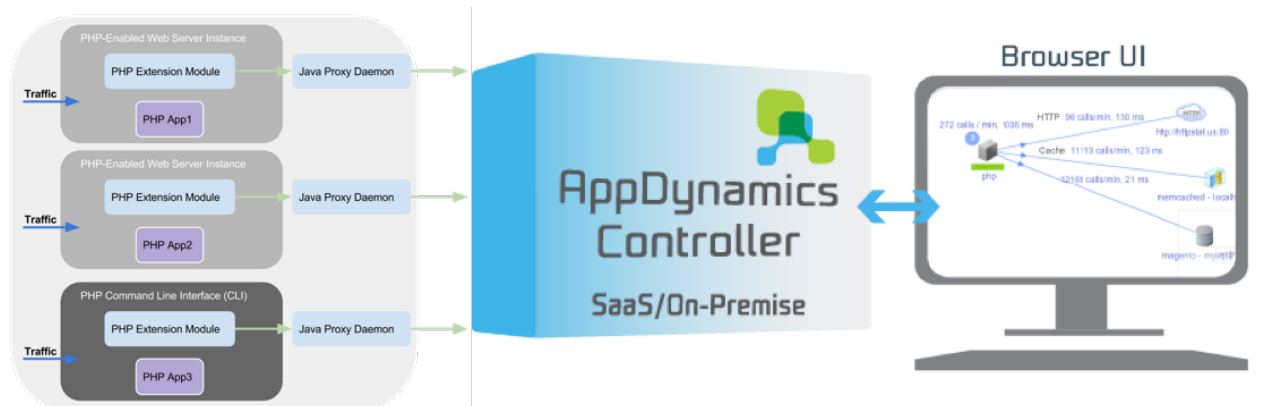 PHP-Enabled Web Server Instance
PHP Extension Module
Java Proxy Daemon
Traffic
PHP App1
PHP-Enabled Web Server Instance
PHP Extension Module
Java Proxy Daemon
Traffic
PHP App2
PHP Command Line Interface (CLI)
PHP Extension Module
Java Proxy Daemon
Traffic
PHP App3
AppDynamics
Controller
SaaS/On-Premise
Browser UI
272 calls / min, 1036 ms
HTTP 96 calls/min, 130 ms
HTTP
http://httpstat.us:80
Cache 11113 calls/min, 123 ms
php
12166 calls/min, 21 ms
memcached - localh
magento - mysql